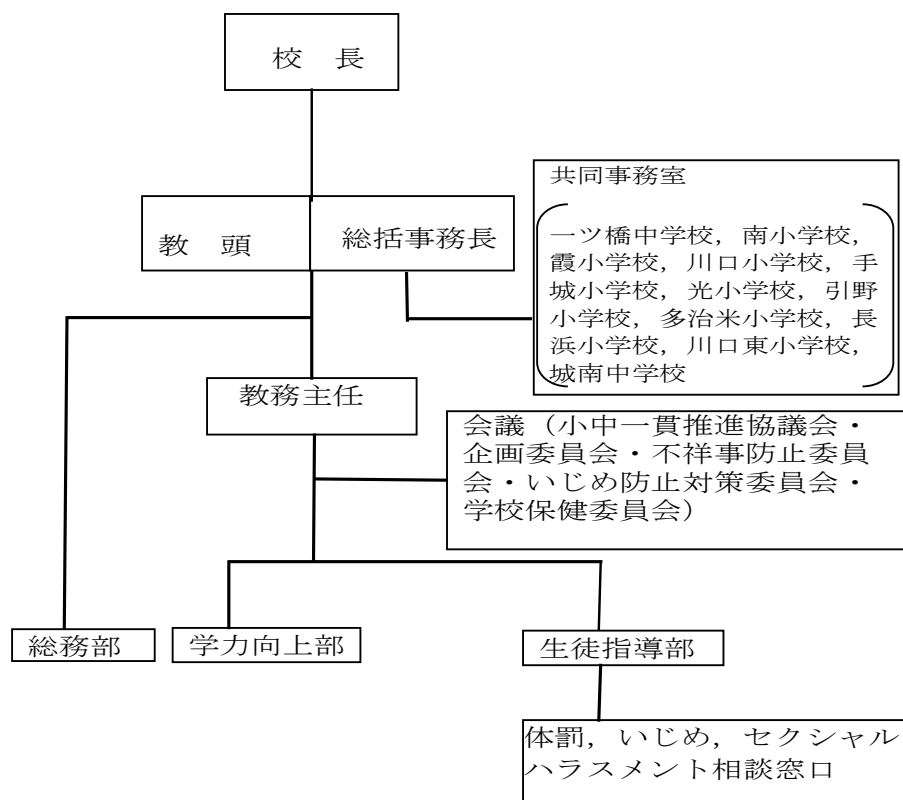 校　長
教　頭
総括事務長
共同事務室
一ツ橋中学校，南小学校，
霞小学校，川口小学校，手
城小学校，光小学校，引野
小学校，多治米小学校，長
浜小学校，川口東小学校，
城南中学校
教務主任
会議（小中一貫推進協議会・
企画委員会・不祥事防止委員
会・いじめ防止対策委員会・
学校保健委員会）
総務部
学力向上部
生徒指導部
体罰，いじめ，セクシャル
ハラスメント相談窓口